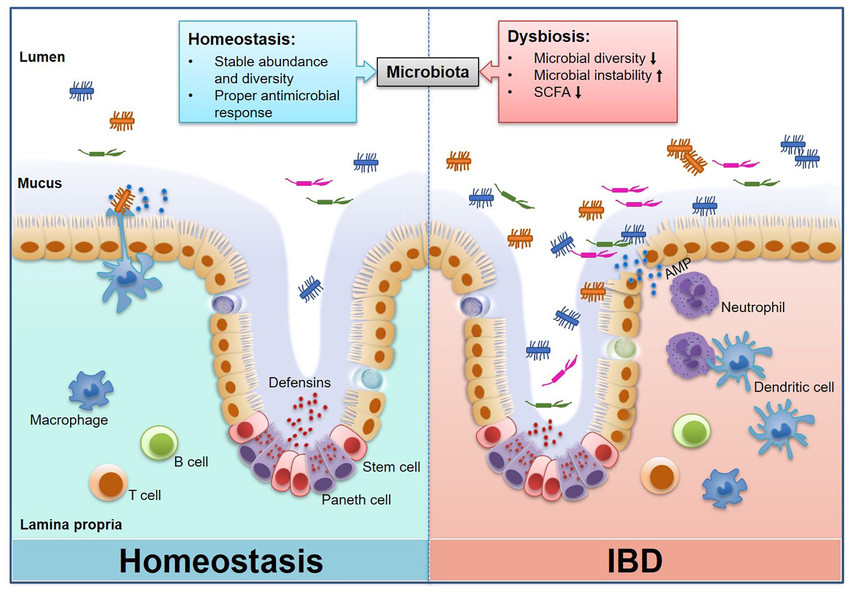 Homeostasis:
• Stable abundance
and diversity
• Proper antimicrobial
response
Microbiota
Dysbiosis:
• Microbial diversity ⬇
• Microbial instability ⬆
• SCFA ⬇
Lumen
Mucus
AMP
Neutrophil
Defensins
Dendritic cell
Macrophage
B cell
Stem cell
T cell
Paneth cell
Lamina propria
Homeostasis
IBD